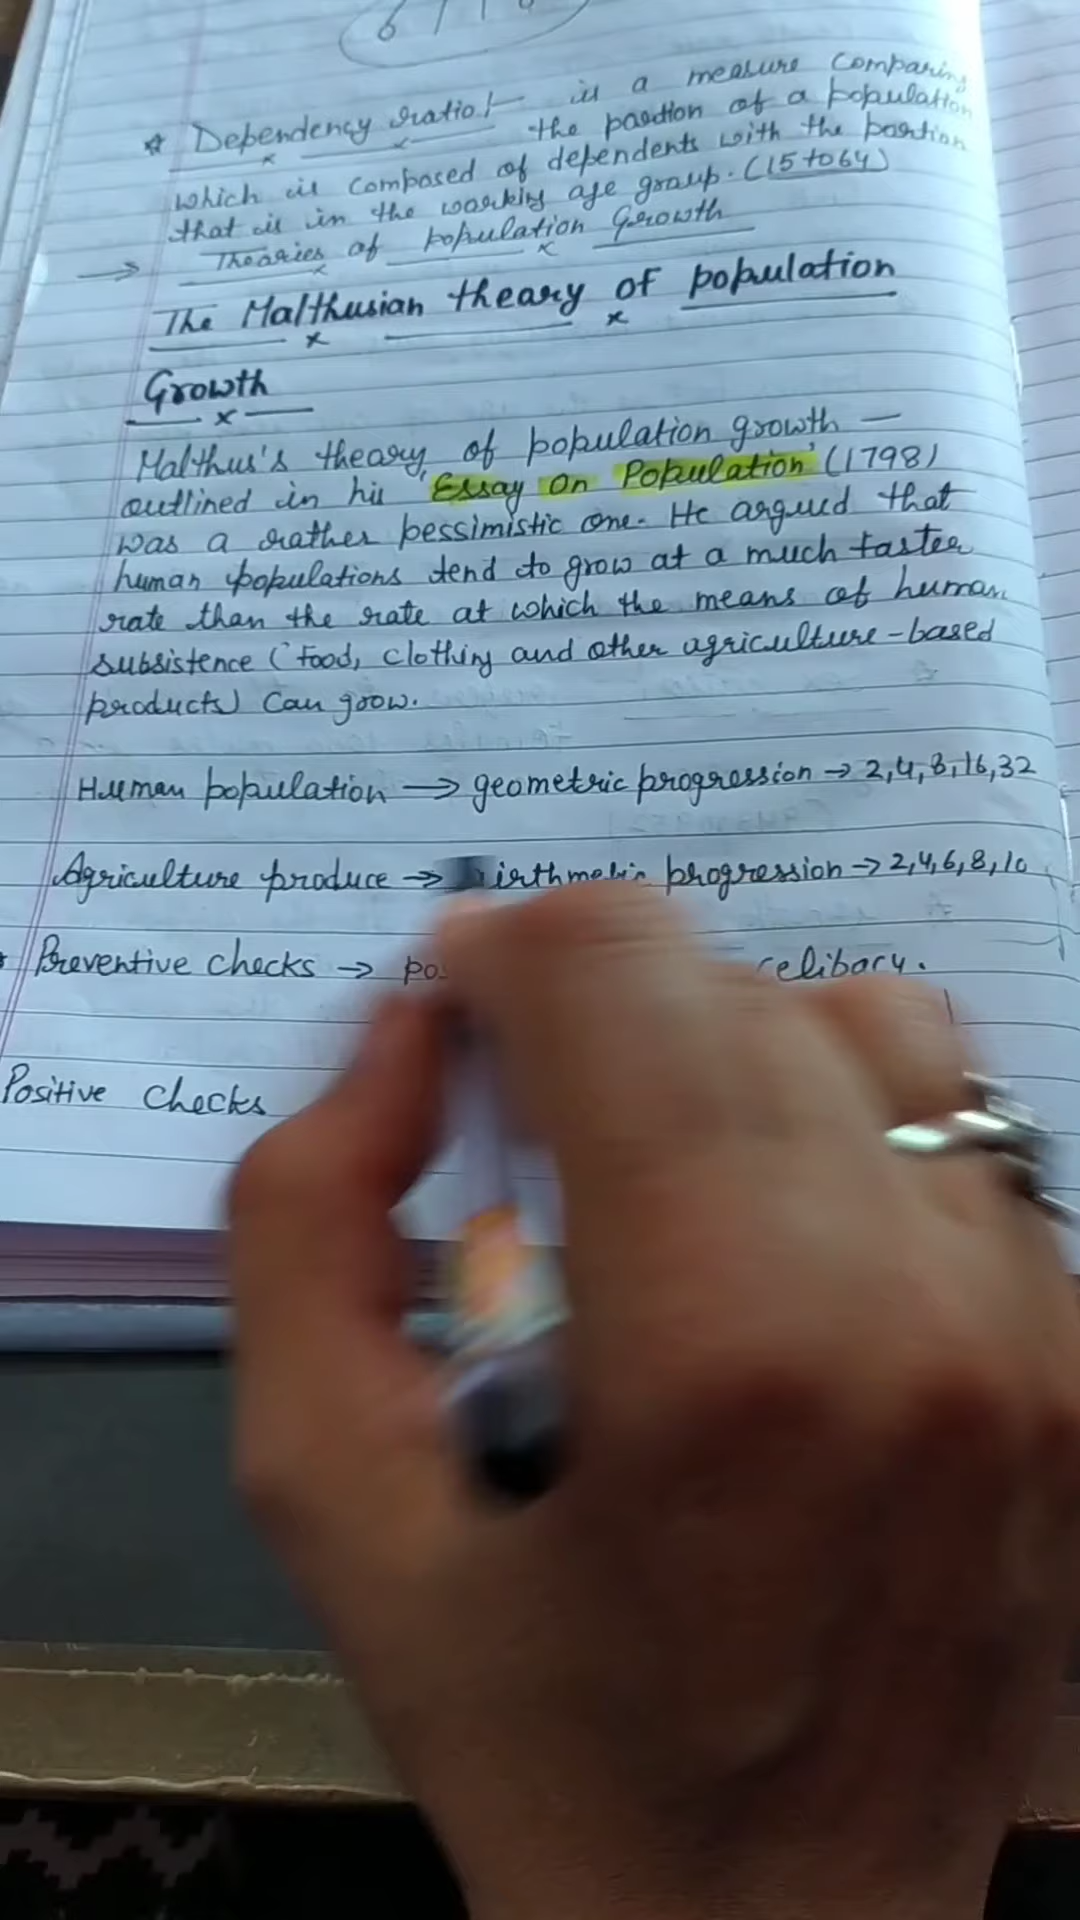 * Dependency ratio:- is a measure comparing
the portion of a population
which is composed of dependents with the portion
that is in the working age group. (15 to 64)
→ Theories of population Growth
The Malthusian theory of population
Growth
Malthus's theory of population growth —
outlined in his 'Essay on Population' (1798)
was a rather pessimistic one. He argued that
human populations tend to grow at a much faster
rate than the rate at which the means of human
subsistence (food, clothing and other agriculture-based
products) can grow.
Human population → geometric progression → 2,4,8,16,32
Agriculture produce → progression → 2,4,6,8,10
Preventive checks → celibacy.
Positive checks